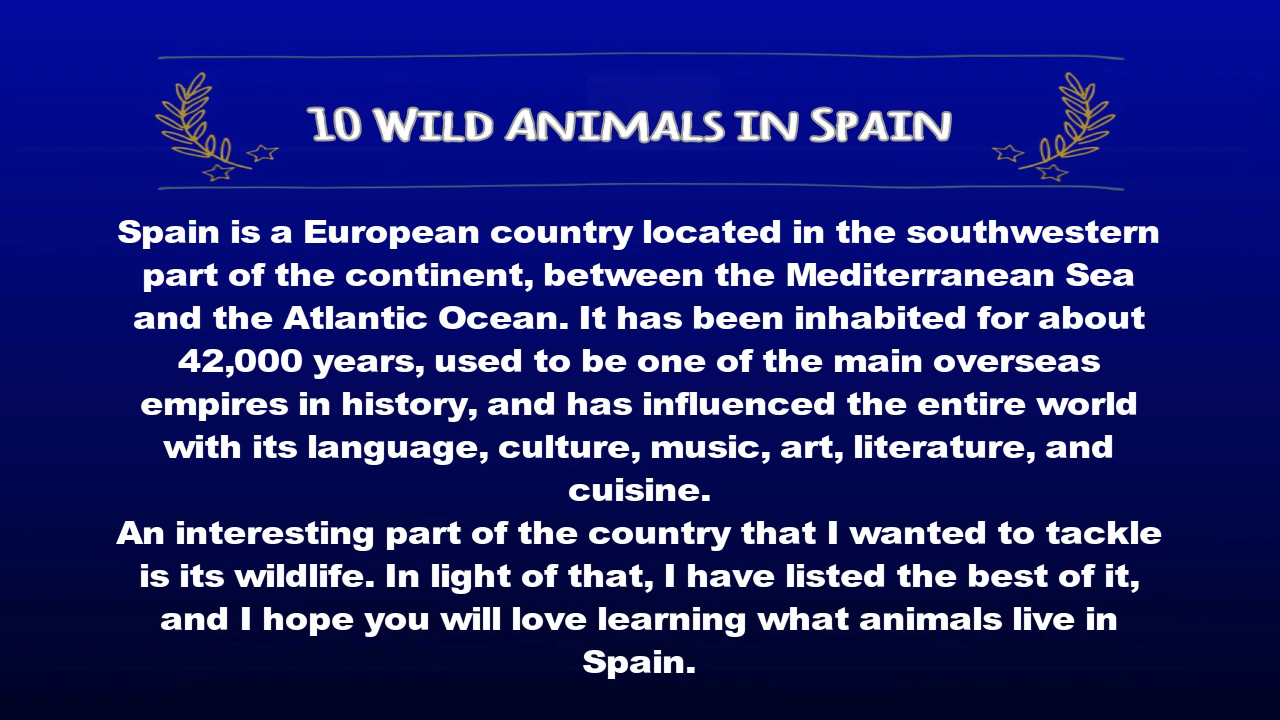 10 Wild Animals in Spain
Spain is a European country located in the southwestern
part of the continent, between the Mediterranean Sea
and the Atlantic Ocean. It has been inhabited for about
42,000 years, used to be one of the main overseas
empires in history, and has influenced the entire world
with its language, culture, music, art, literature, and
cuisine.
An interesting part of the country that I wanted to tackle
is its wildlife. In light of that, I have listed the best of it,
and I hope you will love learning what animals live in
Spain.